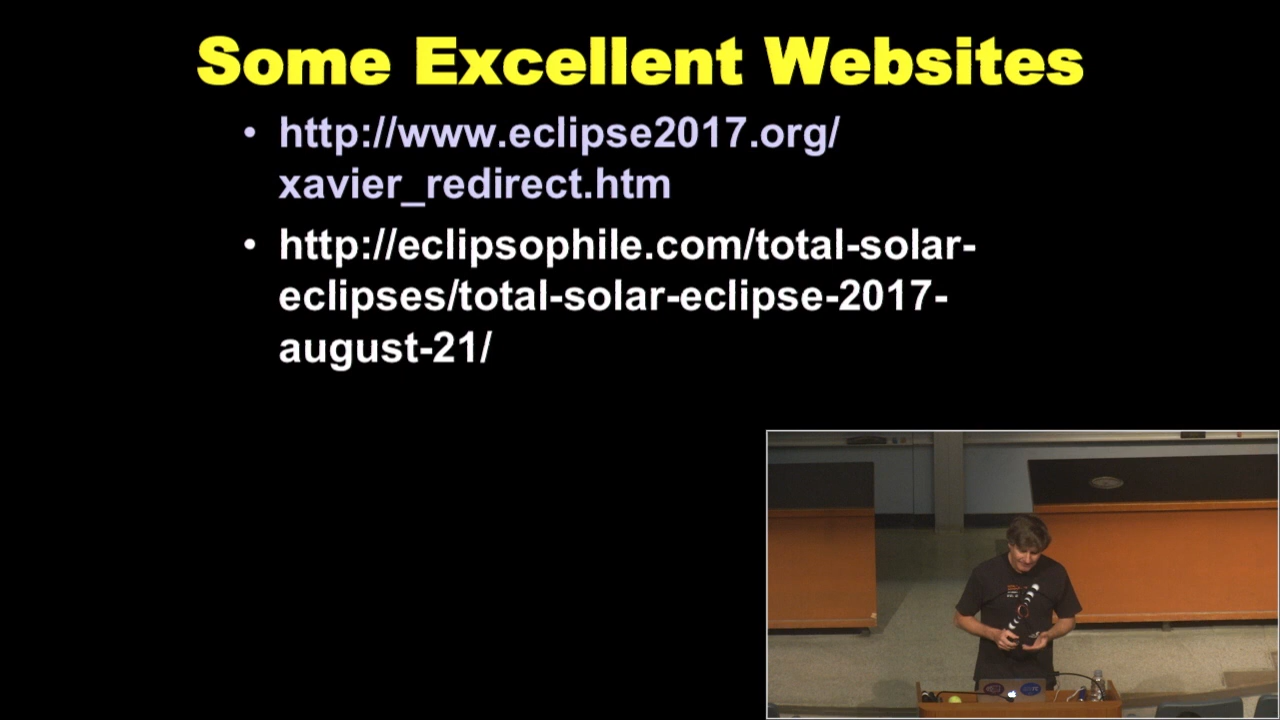 Some Excellent Websites
• http://www.eclipse2017.org/
xavier_redirect.htm
• http://eclipsophile.com/total-solar-
eclipses/total-solar-eclipse-2017-
august-21/